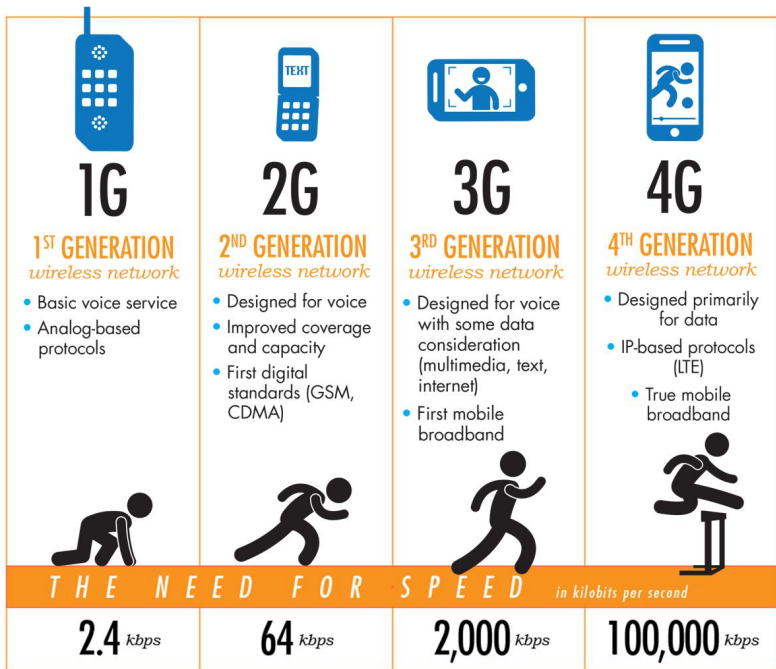 TEXT
1G
1ST GENERATION
wireless network
• Basic voice service
• Analog-based
protocols
2G
2ND GENERATION
wireless network
• Designed for voice
• Improved coverage
and capacity
• First digital
standards (GSM,
CDMA)
3G
3RD GENERATION
wireless network
• Designed for voice
with some data
consideration
(multimedia, text,
internet)
• First mobile
broadband
4G
4TH GENERATION
wireless network
• Designed primarily
for data
• IP-based protocols
(LTE)
• True mobile
broadband
THE NEED FOR SPEED in kilobits per second
2.4 kbps
64 kbps
2,000 kbps
100,000 kbps